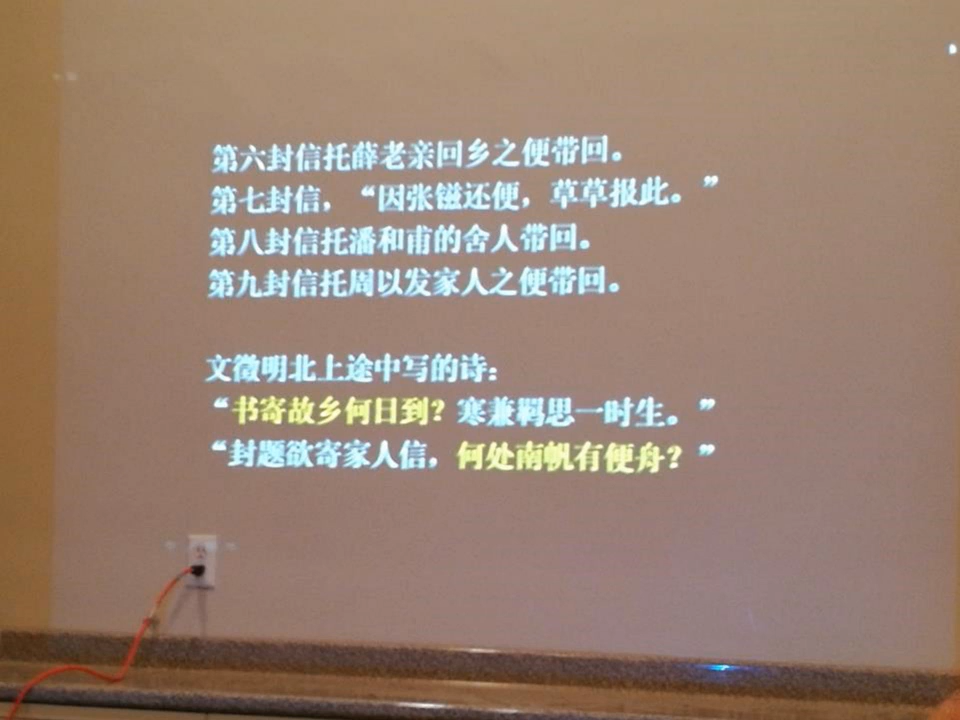 第六封信托薛老亲回乡之便带回。
第七封信，“因张镃还便，草草报此。”
第八封信托潘和甫的舍人带回。
第九封信托周以发家人之便带回。
文徵明北上途中写的诗：
“书寄故乡何日到？寒兼羁思一时生。”
“封题欲寄家人信，何处南帆有便舟？”